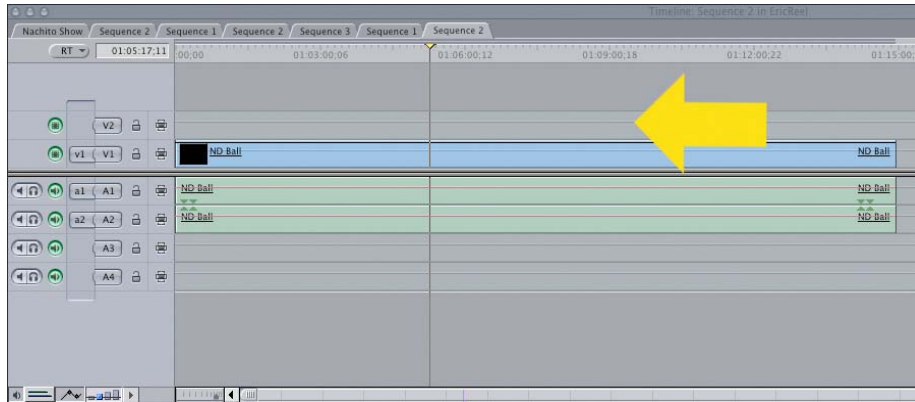 Timeline: Sequence 2 in EricReel
Nachito Show Sequence 2 Sequence 1 Sequence 2 Sequence 3 Sequence 1 Sequence 2
RT 01:05:17;11 :00;00 01:03:00;06 01:06:00;12 01:09:00;18 01:12:00;22 01:15:00;
V2
v1 V1 ND Ball ND Ball
a1 A1 ND Ball ND Ball
a2 A2 ND Ball ND Ball
A3
A4